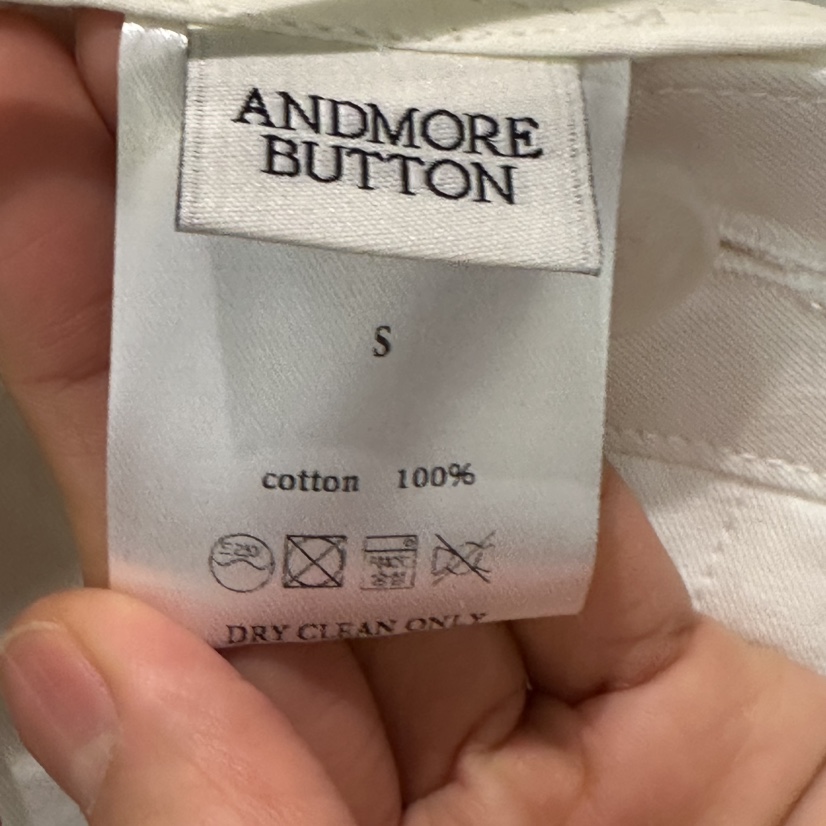 ANDMORE
BUTTON
S
cotton 100%
DRY CLEAN ONLY